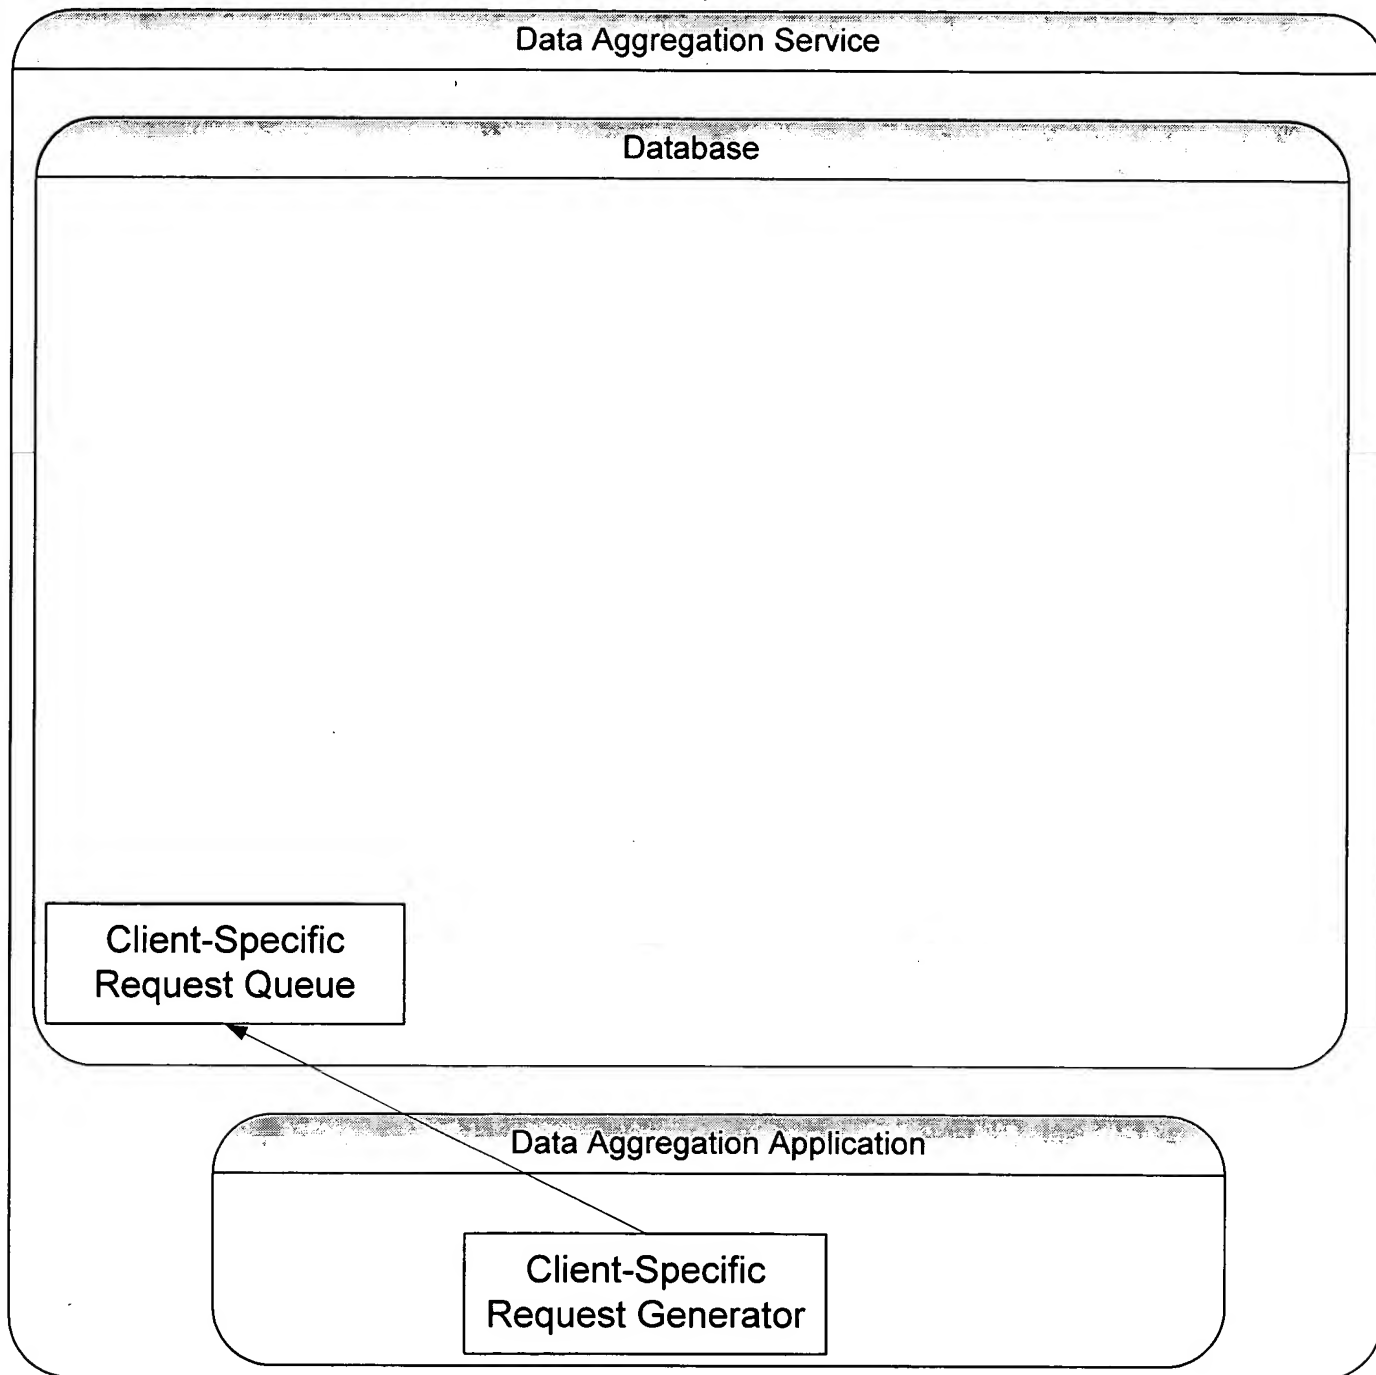 Data Aggregation Service
Database
Client-Specific
Request Queue
Data Aggregation Application
Client-Specific
Request Generator